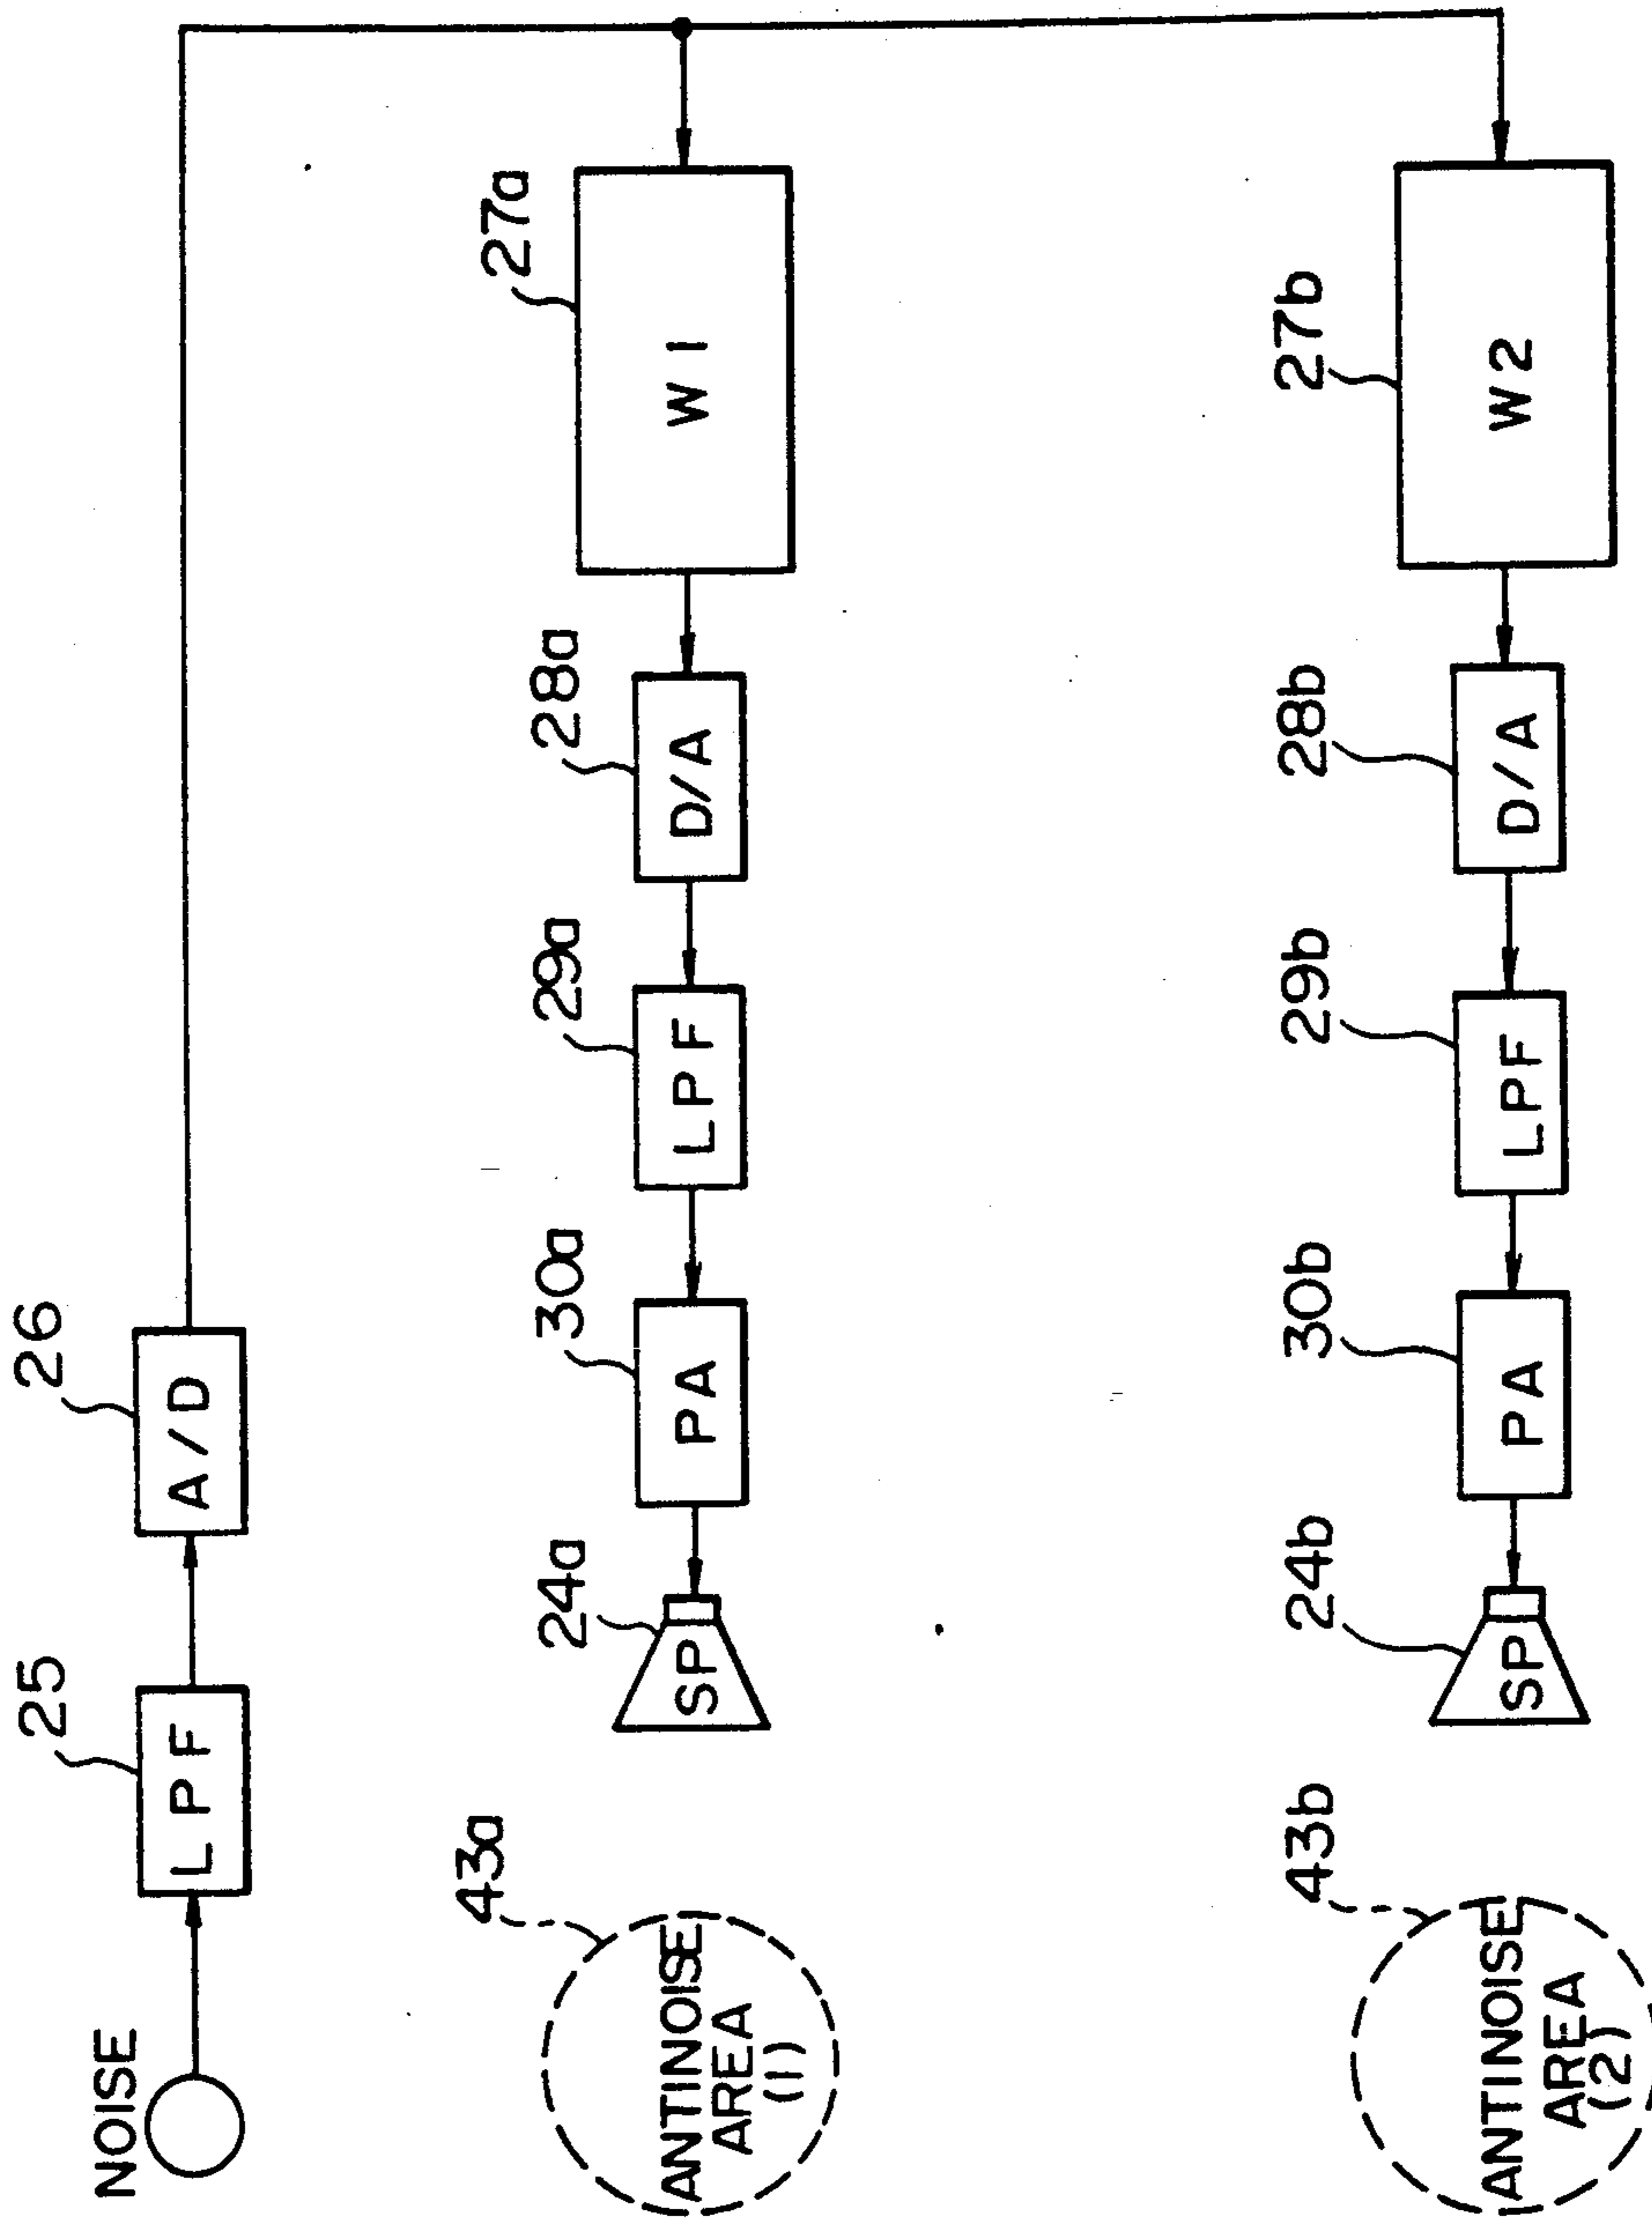 NOISE
25
LPF
26
A/D
27a
W1
28a
D/A
29a
LPF
30a
PA
24a
SP
43a
ANTINOISE
AREA
(1)
27b
W2
28b
D/A
29b
LPF
30b
PA
24b
SP
43b
ANTINOISE
AREA
(2)